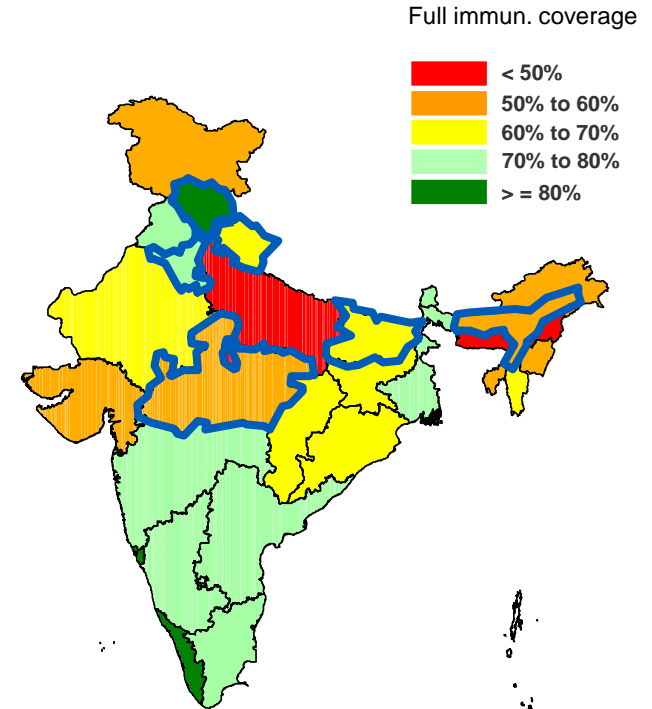 Full immun. coverage
< 50%
50% to 60%
60% to 70%
70% to 80%
> = 80%